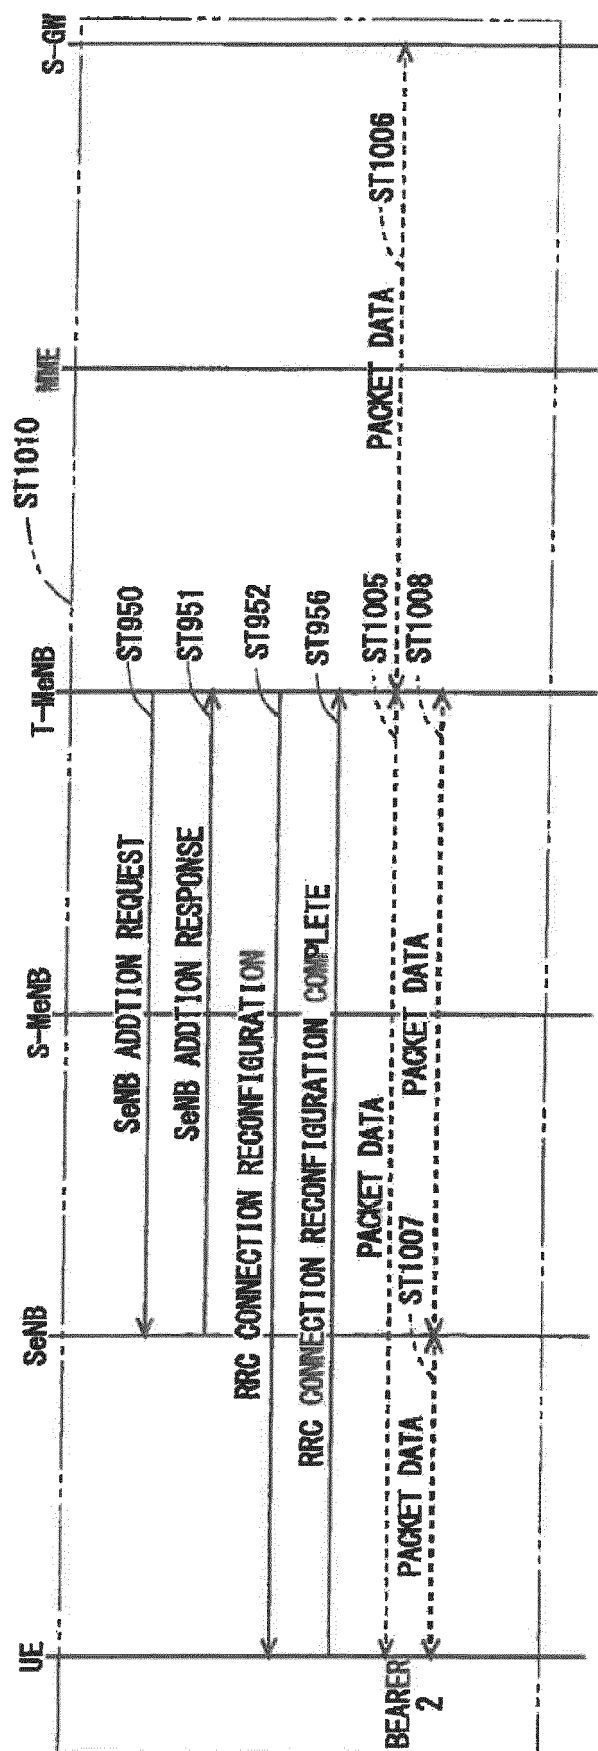 UE
SeNB
S-MeNB
T-MeNB
MME
S-GW
ST1010
SeNB ADDTION REQUEST
ST950
SeNB ADDTION RESPONSE
ST951
RRC CONNECTION RECONFIGURATION
ST952
RRC CONNECTION RECONFIGURATION COMPLETE
ST956
BEARER
2
PACKET DATA
ST1005
PACKET DATA
ST1006
PACKET DATA
ST1007
PACKET DATA
ST1008